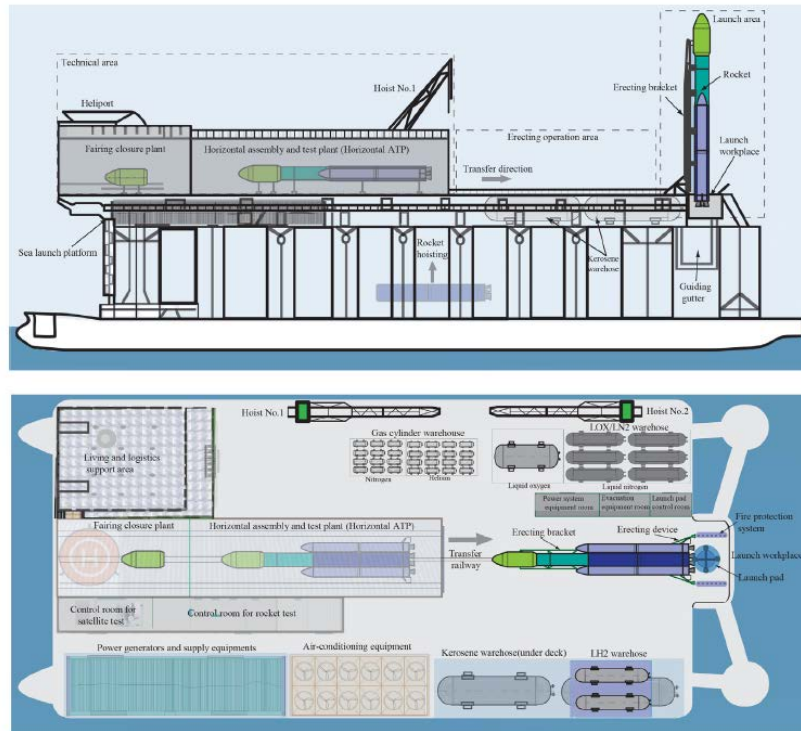 Launch area
Technical area
Hoist No.1
Erecting bracket
Rocket
Heliport
Erecting operation area
Fairing closure plant
Horizontal assembly and test plant (Horizontal ATP)
Transfer direction
Launch
workplace
Sea launch
platform
Rocket
hoisting
Kerosene
warehose
Guiding
gutter
Hoist No.1
Hoist No.2
Gas cylinder warehouse
LOX/LN2 warehose
Living and logistics
support area
Nitrogen
Helium
Liquid oxygen
Liquid nitrogen
Power system
equipment room
Evacuation
equipment room
Launch pad
control room
Fairing closure plant
Horizontal assembly and test plant (Horizontal ATP)
Erecting bracket
Erecting device
Fire protection
system
Transfer
railway
Launch workplace
Launch pad
Control room for
satellite test
Control room for rocket test
Power generators and supply equipments
Air-conditioning equipment
Kerosene warehose(under deck)
LH2 warehose